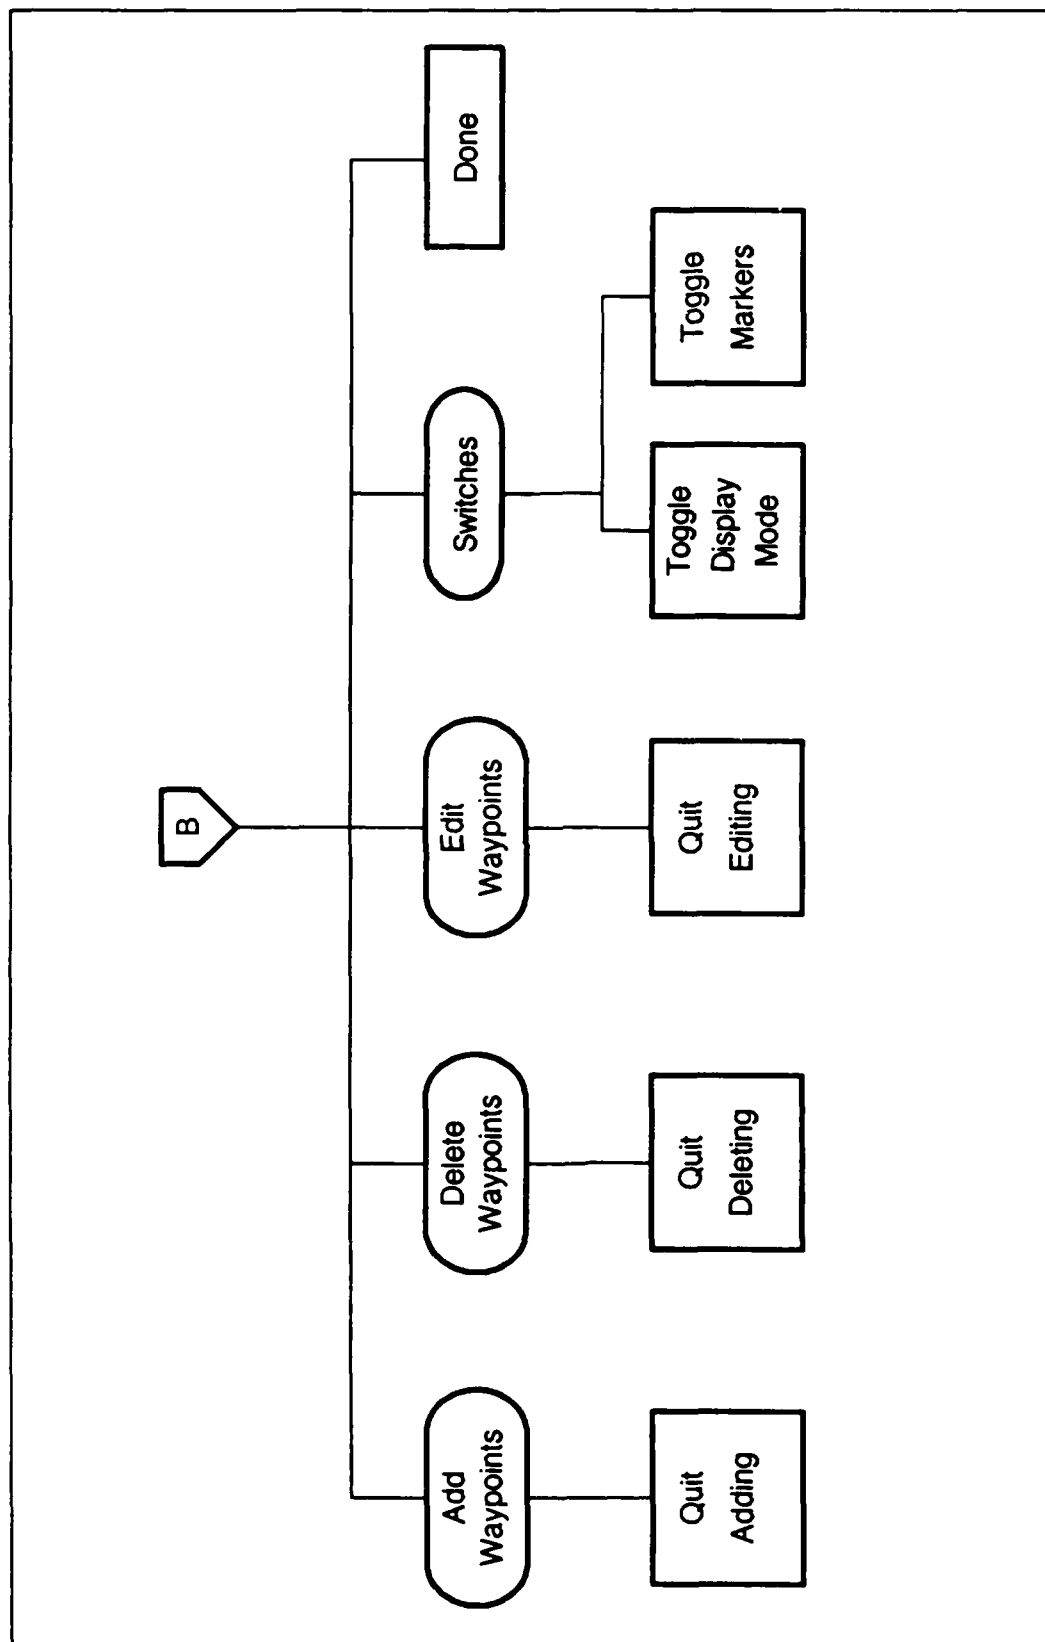 B
Add
Waypoints
Delete
Waypoints
Edit
Waypoints
Switches
Done
Quit
Adding
Quit
Deleting
Quit
Editing
Toggle
Display
Mode
Toggle
Markers